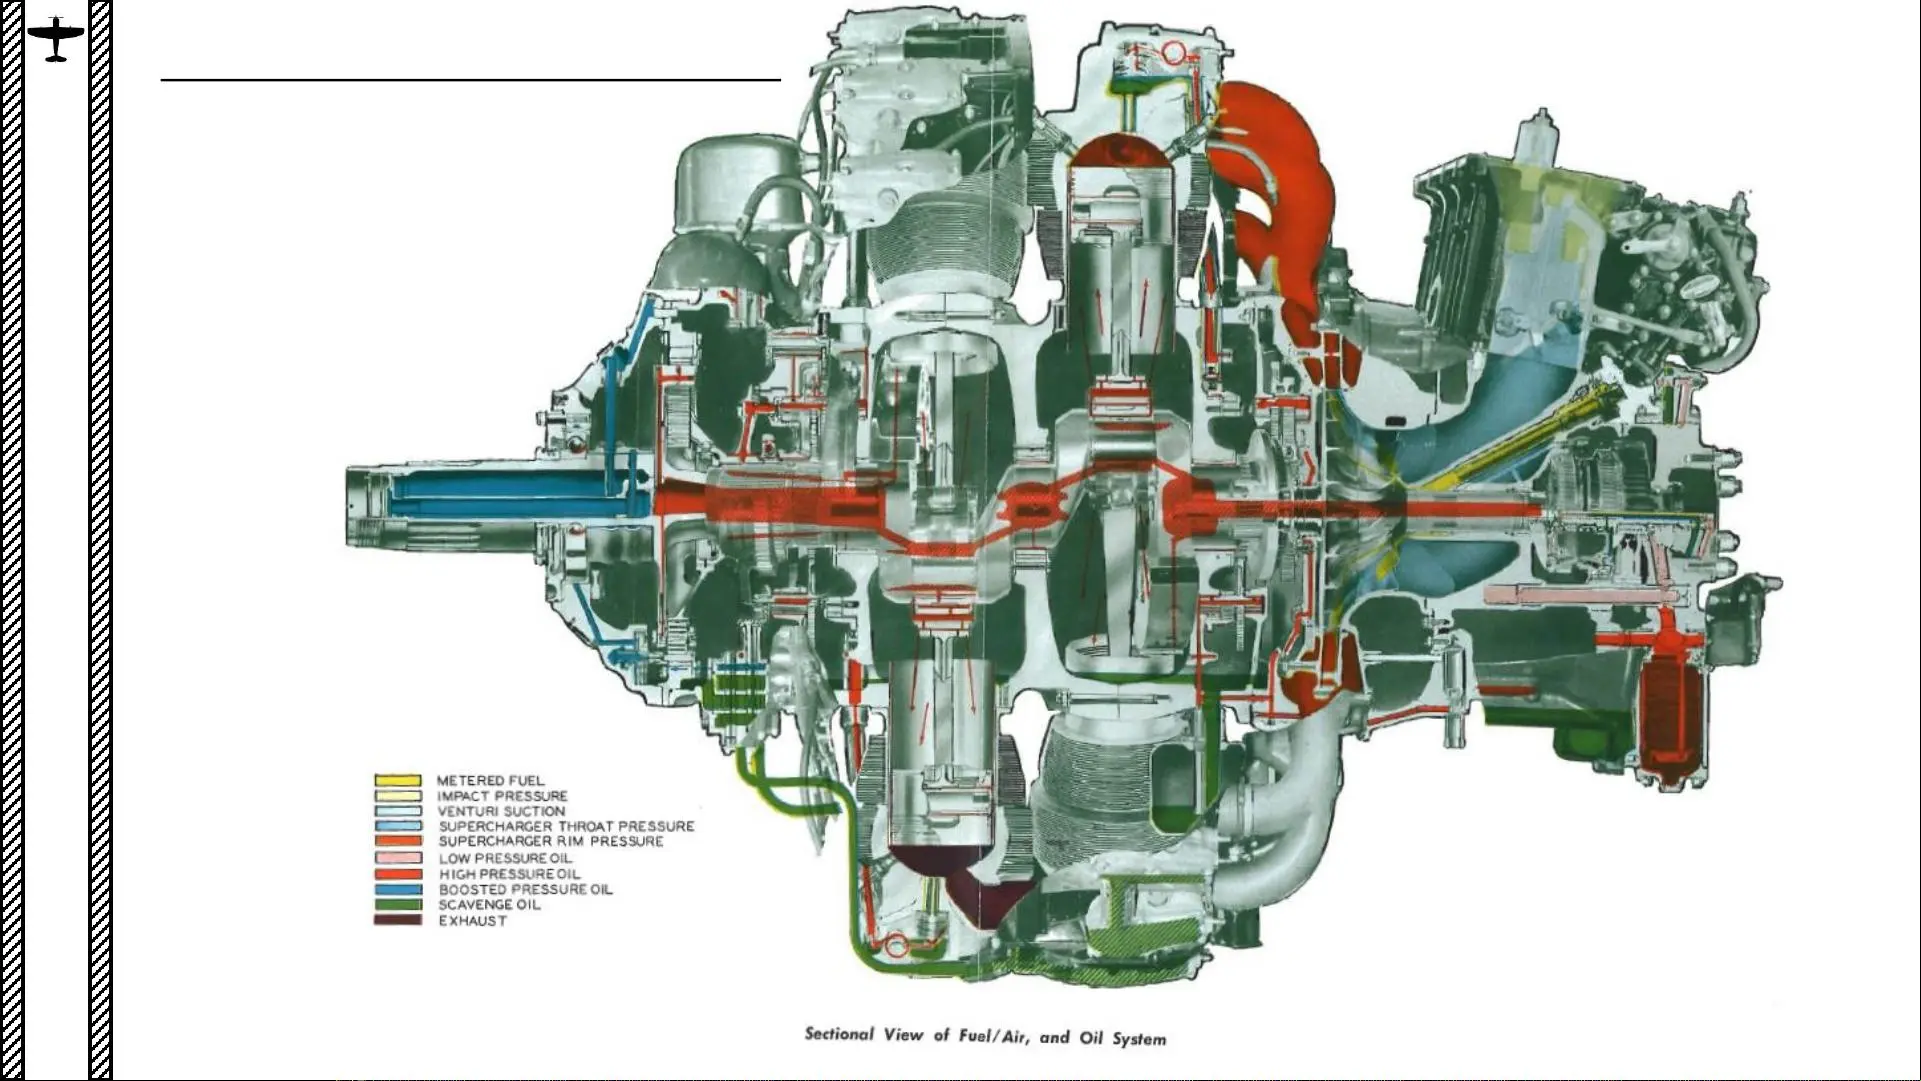 METERED FUEL
IMPACT PRESSURE
VENTURI SUCTION
SUPERCHARGER THROAT PRESSURE
SUPERCHARGER RIM PRESSURE
LOW PRESSURE OIL
HIGH PRESSURE OIL
BOOSTED PRESSURE OIL
SCAVENGE OIL
EXHAUST
Sectional View of Fuel/Air, and Oil System